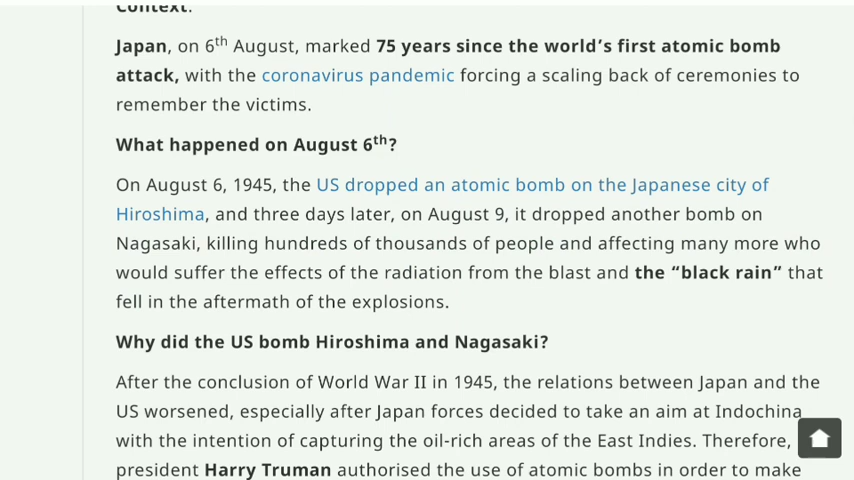 Context:
Japan, on 6th August, marked 75 years since the world's first atomic bomb
attack, with the coronavirus pandemic forcing a scaling back of ceremonies to
remember the victims.
What happened on August 6th?
On August 6, 1945, the US dropped an atomic bomb on the Japanese city of
Hiroshima, and three days later, on August 9, it dropped another bomb on
Nagasaki, killing hundreds of thousands of people and affecting many more who
would suffer the effects of the radiation from the blast and the “black rain” that
fell in the aftermath of the explosions.
Why did the US bomb Hiroshima and Nagasaki?
After the conclusion of World War II in 1945, the relations between Japan and the
US worsened, especially after Japan forces decided to take an aim at Indochina
with the intention of capturing the oil-rich areas of the East Indies. Therefore,
president Harry Truman authorised the use of atomic bombs in order to make